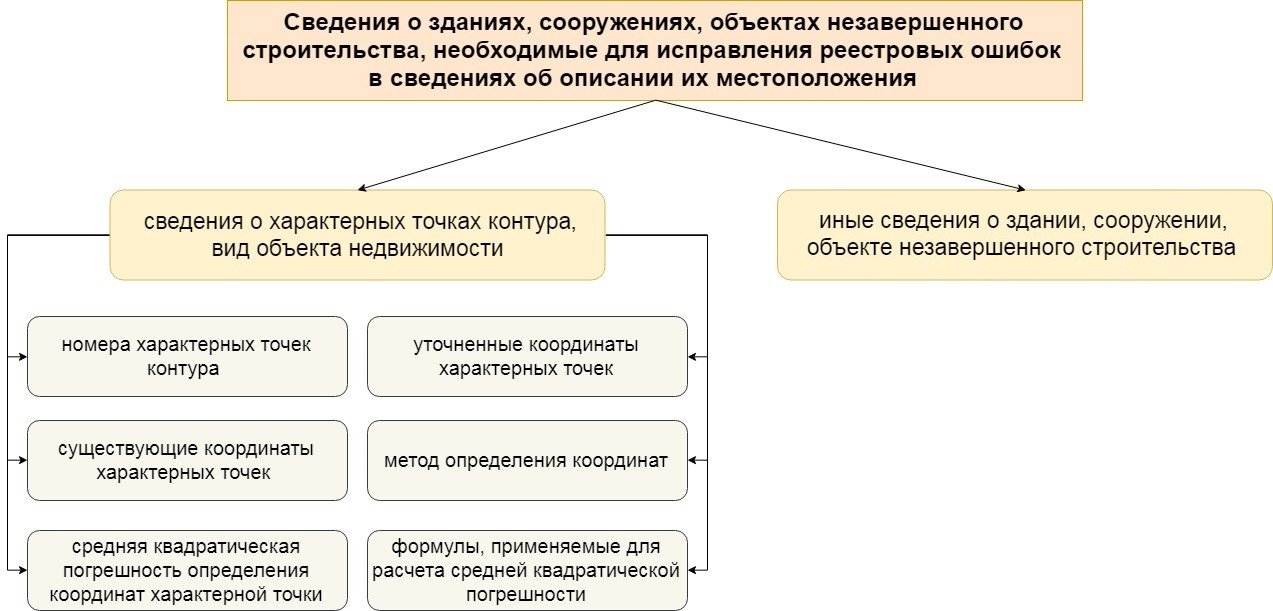 Сведения о зданиях, сооружениях, объектах незавершенного
строительства, необходимые для исправления реестровых ошибок
в сведениях об описании их местоположения
сведения о характерных точках контура,
вид объекта недвижимости
иные сведения о здании, сооружении,
объекте незавершенного строительства
номера характерных точек
контура
уточненные координаты
характерных точек
существующие координаты
характерных точек
метод определения координат
средняя квадратическая
погрешность определения
координат характерной точки
формулы, применяемые для
расчета средней квадратической
погрешности